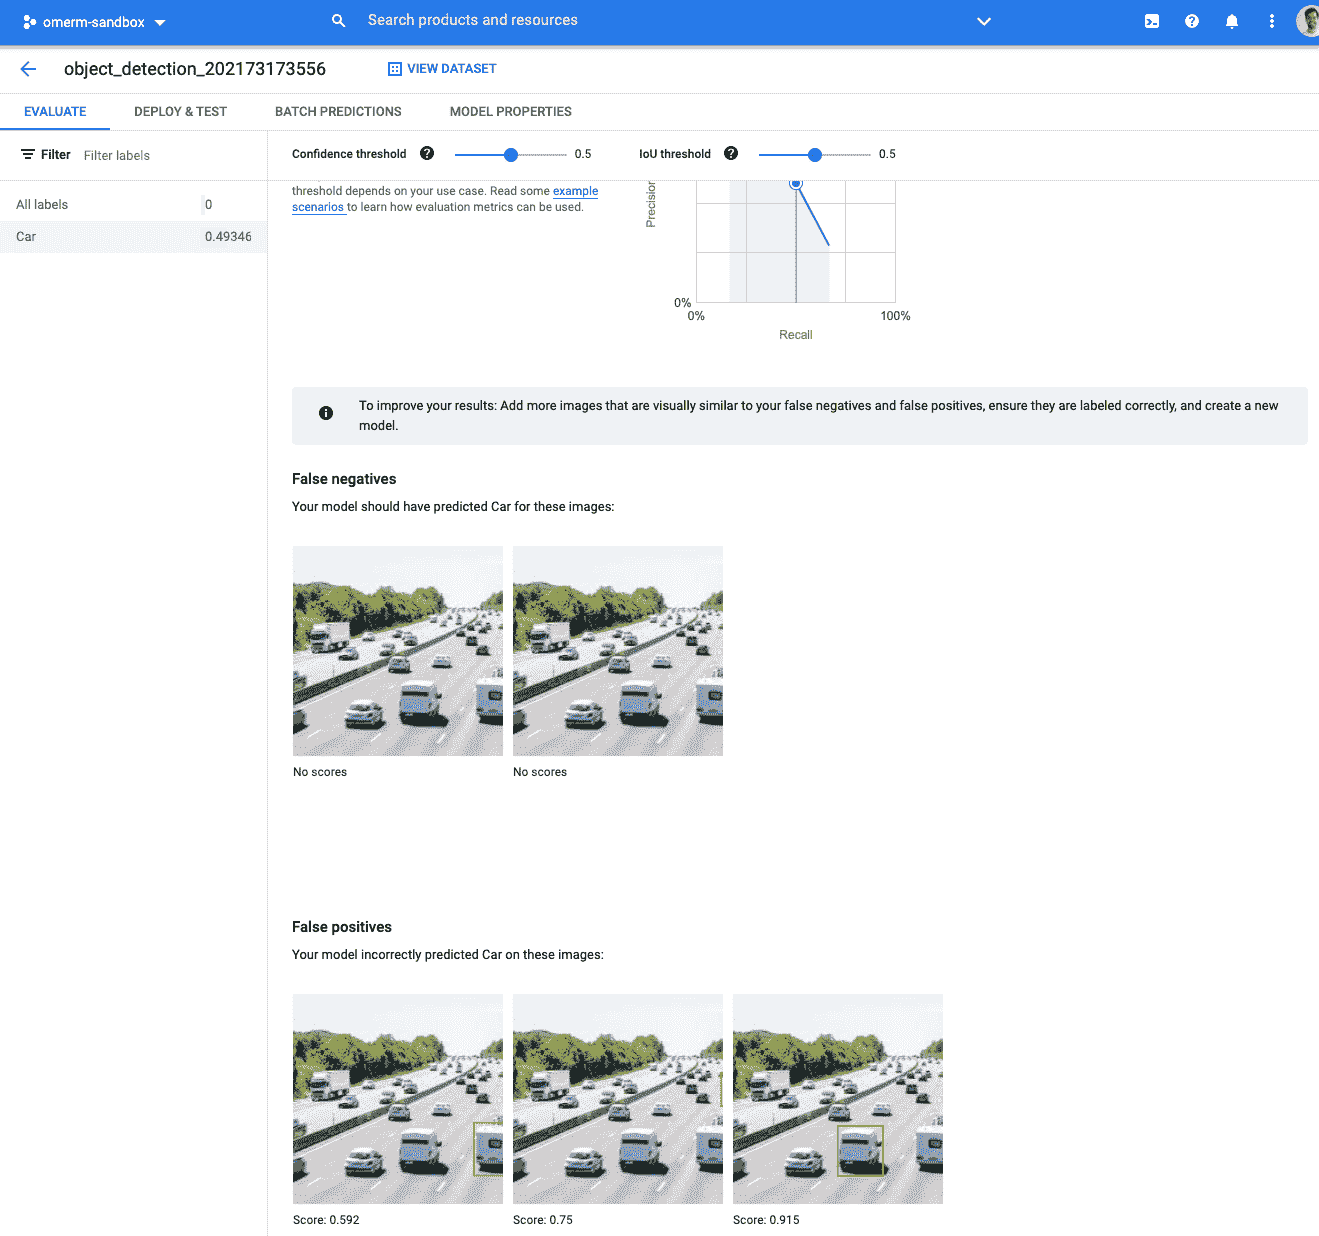 omerm-sandbox
Search products and resources
object_detection_202173173556
VIEW DATASET
EVALUATE
DEPLOY & TEST
BATCH PREDICTIONS
MODEL PROPERTIES
Filter
Filter labels
Confidence threshold
0.5
IoU threshold
0.5
All labels
0
Car
0.49346
threshold depends on your use case. Read some example
scenarios to learn how evaluation metrics can be used.
Precision
0%
0%
100%
Recall
To improve your results: Add more images that are visually similar to your false negatives and false positives, ensure they are labeled correctly, and create a new
model.
False negatives
Your model should have predicted Car for these images:
No scores
No scores
False positives
Your model incorrectly predicted Car on these images:
Score: 0.592
Score: 0.75
Score: 0.915